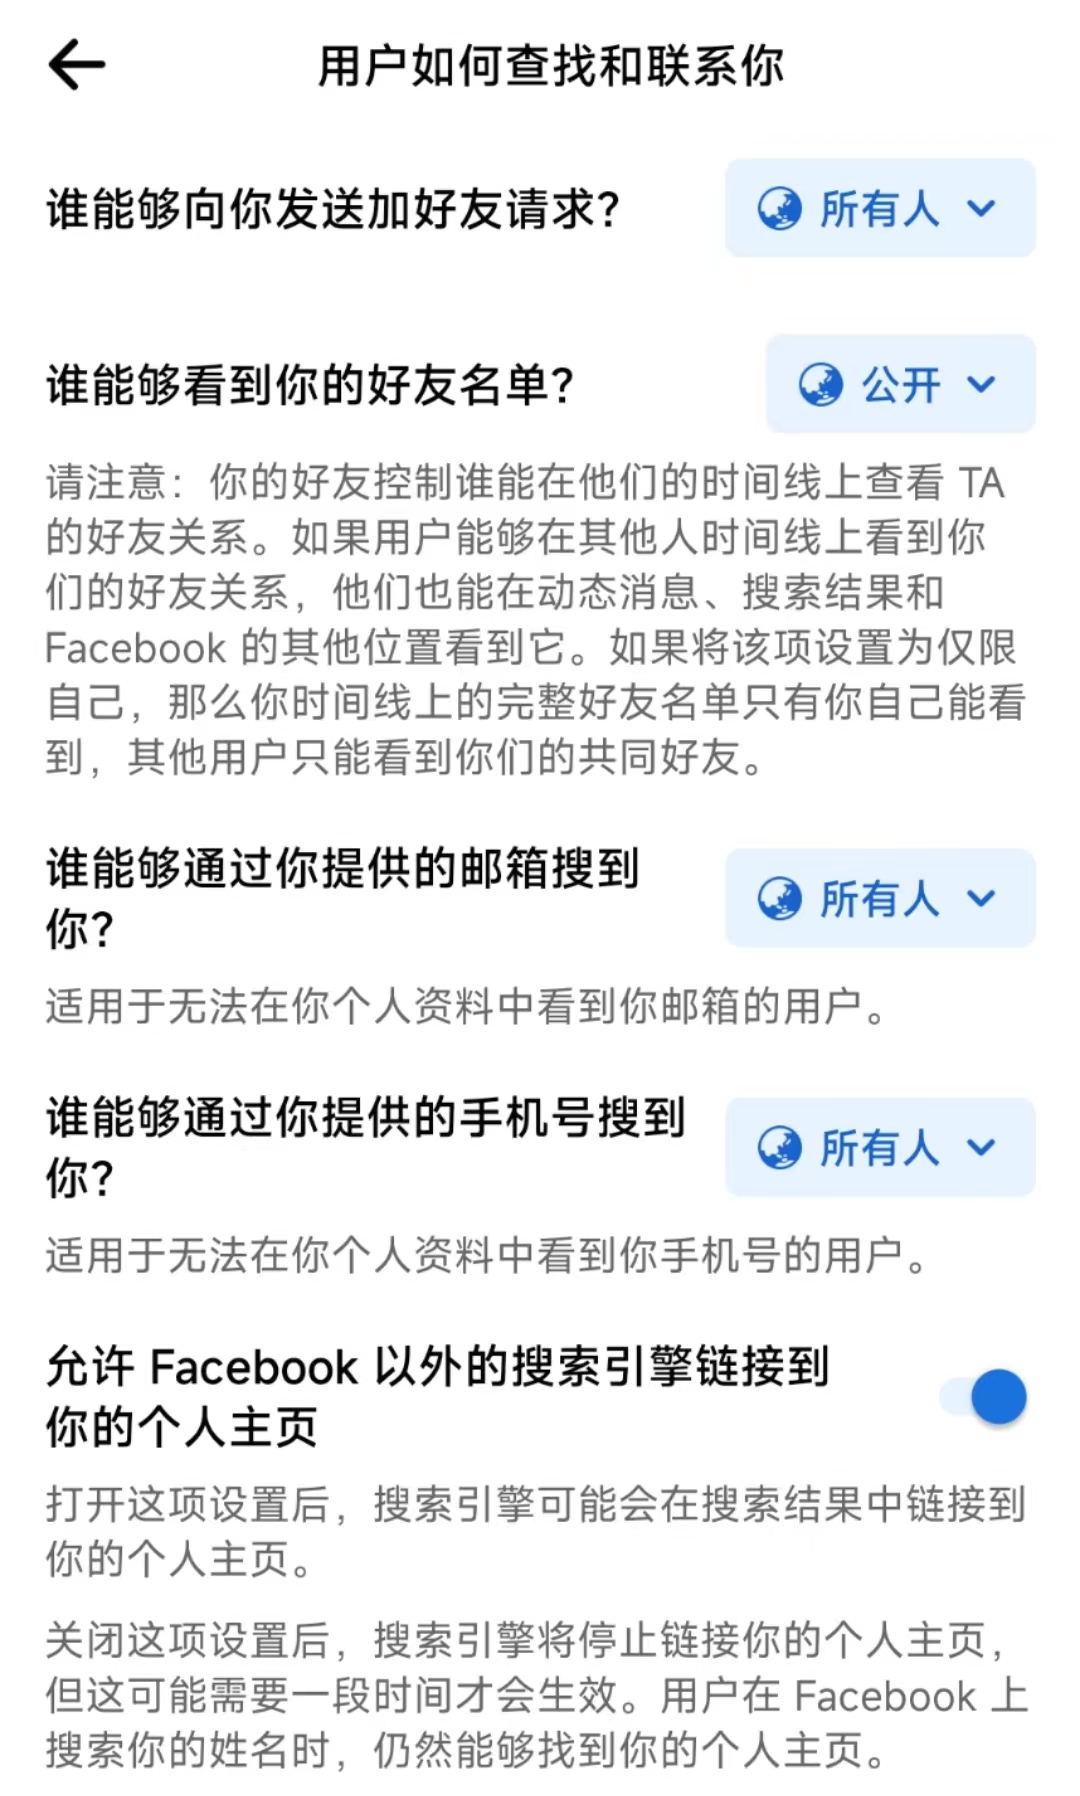 用户如何查找和联系你
谁能够向你发送加好友请求?
所有人
谁能够看到你的好友名单?
公开
请注意：你的好友控制谁能在他们的时间线上查看 TA
的好友关系。如果用户能够在其他人时间线上看到你
们的好友关系，他们也能在动态消息、搜索结果和
Facebook 的其他位置看到它。如果将该项设置为仅限
自己，那么你时间线上的完整好友名单只有你自己能看
到，其他用户只能看到你们的共同好友。
谁能够通过你提供的邮箱搜到
你?
所有人
适用于无法在你个人资料中看到你邮箱的用户。
谁能够通过你提供的手机号搜到
你?
所有人
适用于无法在你个人资料中看到你手机号的用户。
允许 Facebook 以外的搜索引擎链接到
你的个人主页
打开这项设置后，搜索引擎可能会在搜索结果中链接到
你的个人主页。
关闭这项设置后，搜索引擎将停止链接你的个人主页，
但这可能需要一段时间才会生效。用户在 Facebook 上
搜索你的姓名时，仍然能够找到你的个人主页。